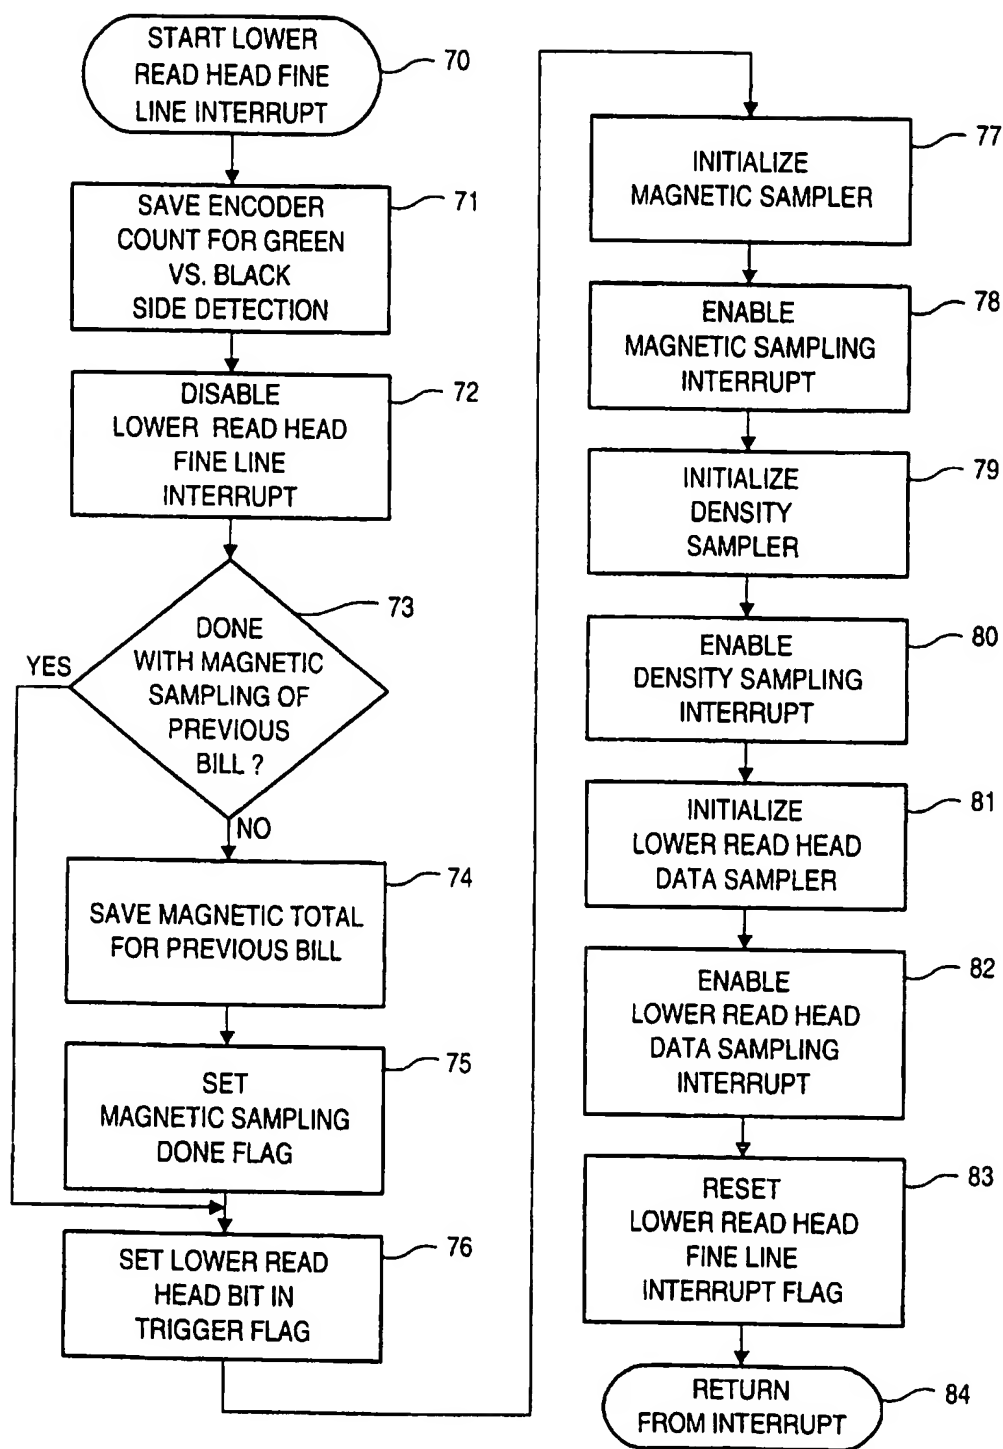 START LOWER
READ HEAD FINE
LINE INTERRUPT
70
SAVE ENCODER
COUNT FOR GREEN
VS. BLACK
SIDE DETECTION
71
DISABLE
LOWER READ HEAD
FINE LINE
INTERRUPT
72
DONE
WITH MAGNETIC
SAMPLING OF
PREVIOUS
BILL ?
73
YES
NO
SAVE MAGNETIC TOTAL
FOR PREVIOUS BILL
74
SET
MAGNETIC SAMPLING
DONE FLAG
75
SET LOWER READ
HEAD BIT IN
TRIGGER FLAG
76
INITIALIZE
MAGNETIC SAMPLER
77
ENABLE
MAGNETIC SAMPLING
INTERRUPT
78
INITIALIZE
DENSITY
SAMPLER
79
ENABLE
DENSITY SAMPLING
INTERRUPT
80
INITIALIZE
LOWER READ HEAD
DATA SAMPLER
81
ENABLE
LOWER READ HEAD
DATA SAMPLING
INTERRUPT
82
RESET
LOWER READ HEAD
FINE LINE
INTERRUPT FLAG
83
RETURN
FROM INTERRUPT
84